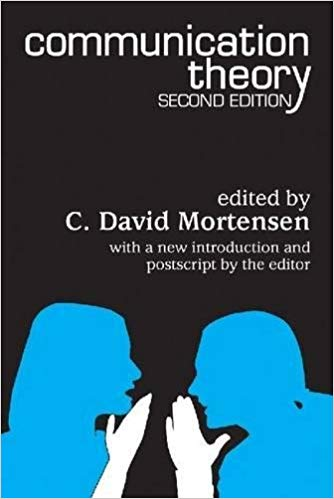 communication
theory
SECOND EDITION
edited by
C. David Mortensen
with a new introduction and
postscript by the editor